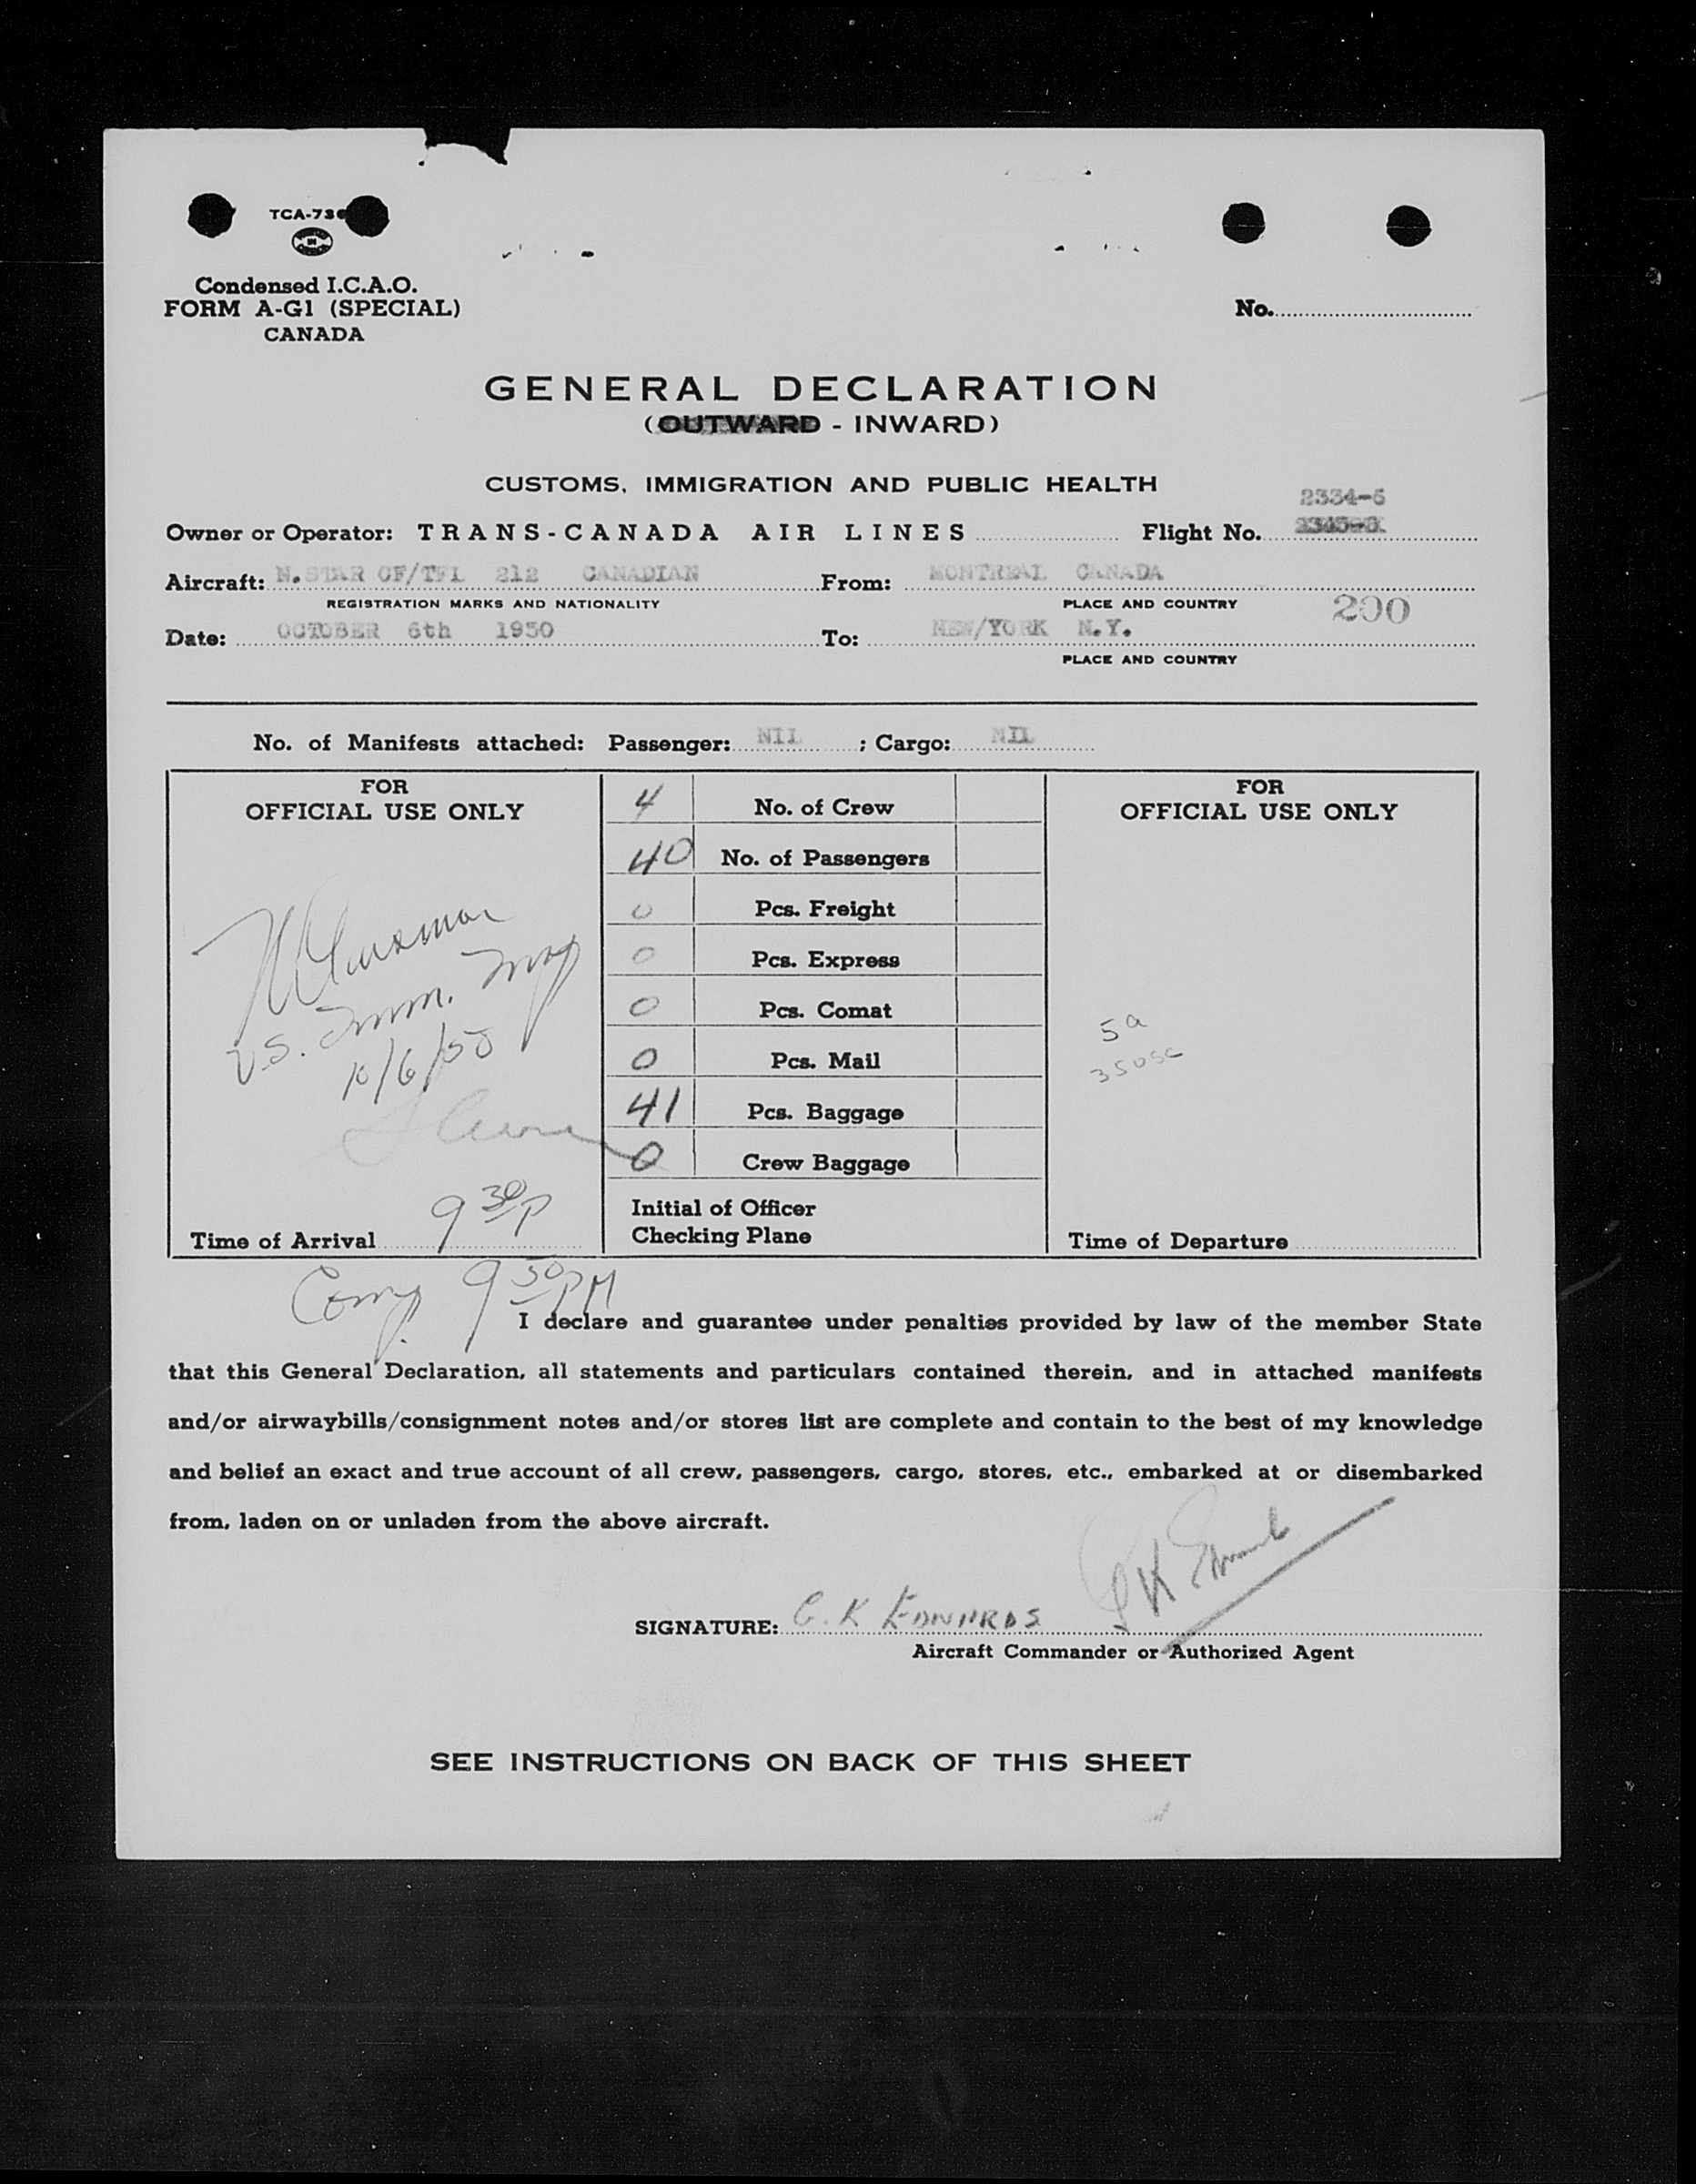 TCA-73
Condensed I.C.A.O.
FORM A-G1 (SPECIAL)
CANADA
No.
GENERAL DECLARATION
(OUTWARD - INWARD)
CUSTOMS, IMMIGRATION AND PUBLIC HEALTH
2334-6
Owner or Operator: TRANS-CANADA AIR LINES Flight No.
Aircraft: N.STAR CF/TFL 212 CANADIAN From: MONTREAL CANADA
REGISTRATION MARKS AND NATIONALITY PLACE AND COUNTRY
200
Date: OCTOBER 6th 1950 To: NEW/YORK N.Y.
PLACE AND COUNTRY
No. of Manifests attached: Passenger: NIL ; Cargo: NIL
FOR
OFFICIAL USE ONLY
U.S. Imm. Insp
10/6/50
Time of Arrival 9 30 P
4 No. of Crew
40 No. of Passengers
0 Pcs. Freight
0 Pcs. Express
0 Pcs. Comat
0 Pcs. Mail
41 Pcs. Baggage
0 Crew Baggage
Initial of Officer
Checking Plane
FOR
OFFICIAL USE ONLY
5a
Time of Departure
Comp. 9 50 PM
I declare and guarantee under penalties provided by law of the member State
that this General Declaration, all statements and particulars contained therein, and in attached manifests
and/or airwaybills/consignment notes and/or stores list are complete and contain to the best of my knowledge
and belief an exact and true account of all crew, passengers, cargo, stores, etc., embarked at or disembarked
from, laden on or unladen from the above aircraft.
SIGNATURE: G. K EDWARDS
Aircraft Commander or Authorized Agent
SEE INSTRUCTIONS ON BACK OF THIS SHEET